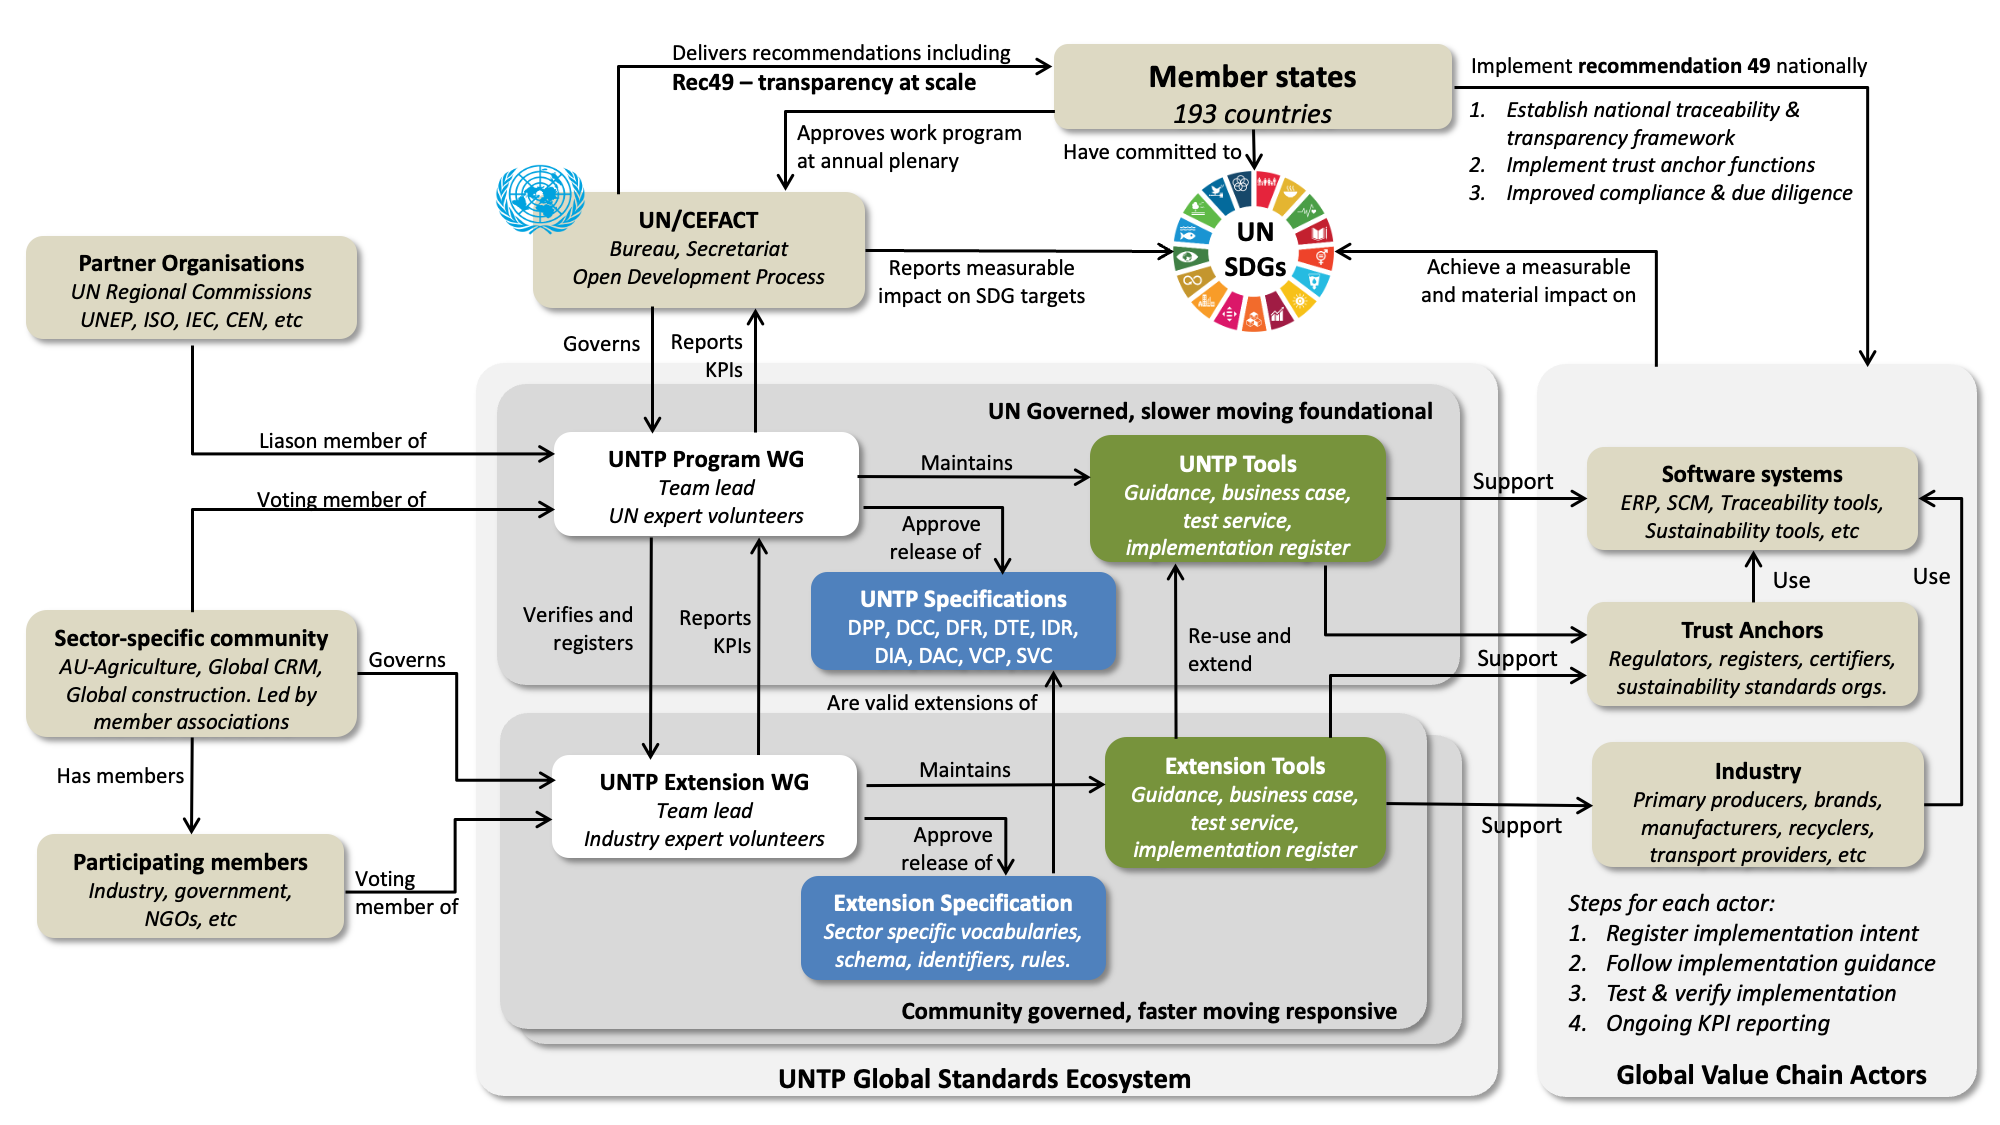 Delivers recommendations including
Rec49 – transparency at scale
Member states
193 countries
Implement recommendation 49 nationally
1. Establish national traceability &
transparency framework
2. Implement trust anchor functions
3. Improved compliance & due diligence
Approves work program
at annual plenary
Have committed to
UN/CEFACT
Bureau, Secretariat
Open Development Process
UN
SDGs
Reports measurable
impact on SDG targets
Achieve a measurable
and material impact on
Partner Organisations
UN Regional Commissions
UNEP, ISO, IEC, CEN, etc
Governs
Reports
KPIs
UN Governed, slower moving foundational
Liason member of
Voting member of
UNTP Program WG
Team lead
UN expert volunteers
Maintains
UNTP Tools
Guidance, business case,
test service,
implementation register
Support
Software systems
ERP, SCM, Traceability tools,
Sustainability tools, etc
Approve
release of
Use
Use
UNTP Specifications
DPP, DCC, DFR, DTE, IDR,
DIA, DAC, VCP, SVC
Verifies and
registers
Reports
KPIs
Re-use and
extend
Trust Anchors
Regulators, registers, certifiers,
sustainability standards orgs.
Support
Sector-specific community
AU-Agriculture, Global CRM,
Global construction. Led by
member associations
Governs
Are valid extensions of
Has members
UNTP Extension WG
Team lead
Industry expert volunteers
Maintains
Extension Tools
Guidance, business case,
test service,
implementation register
Support
Industry
Primary producers, brands,
manufacturers, recyclers,
transport providers, etc
Approve
release of
Participating members
Industry, government,
NGOs, etc
Voting
member of
Extension Specification
Sector specific vocabularies,
schema, identifiers, rules.
Steps for each actor:
1. Register implementation intent
2. Follow implementation guidance
3. Test & verify implementation
4. Ongoing KPI reporting
Community governed, faster moving responsive
UNTP Global Standards Ecosystem
Global Value Chain Actors